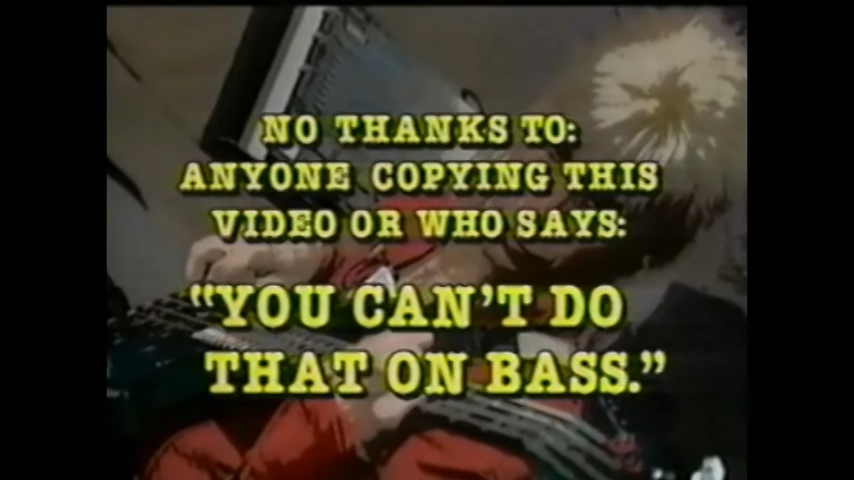 NO THANKS TO:
ANYONE COPYING THIS
VIDEO OR WHO SAYS:
“YOU CAN'T DO
THAT ON BASS.”